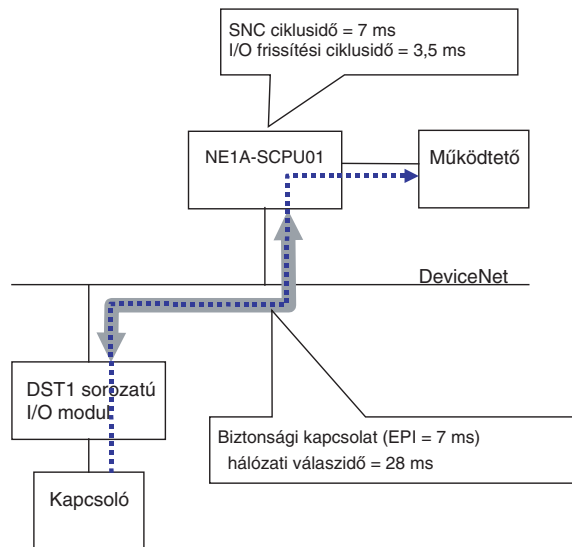 SNC ciklusidő = 7 ms
I/O frissítési ciklusidő = 3,5 ms
NE1A-SCPU01
Működtető
DeviceNet
DST1 sorozatú
I/O modul
Biztonsági kapcsolat (EPI = 7 ms)
hálózati válaszidő = 28 ms
Kapcsoló